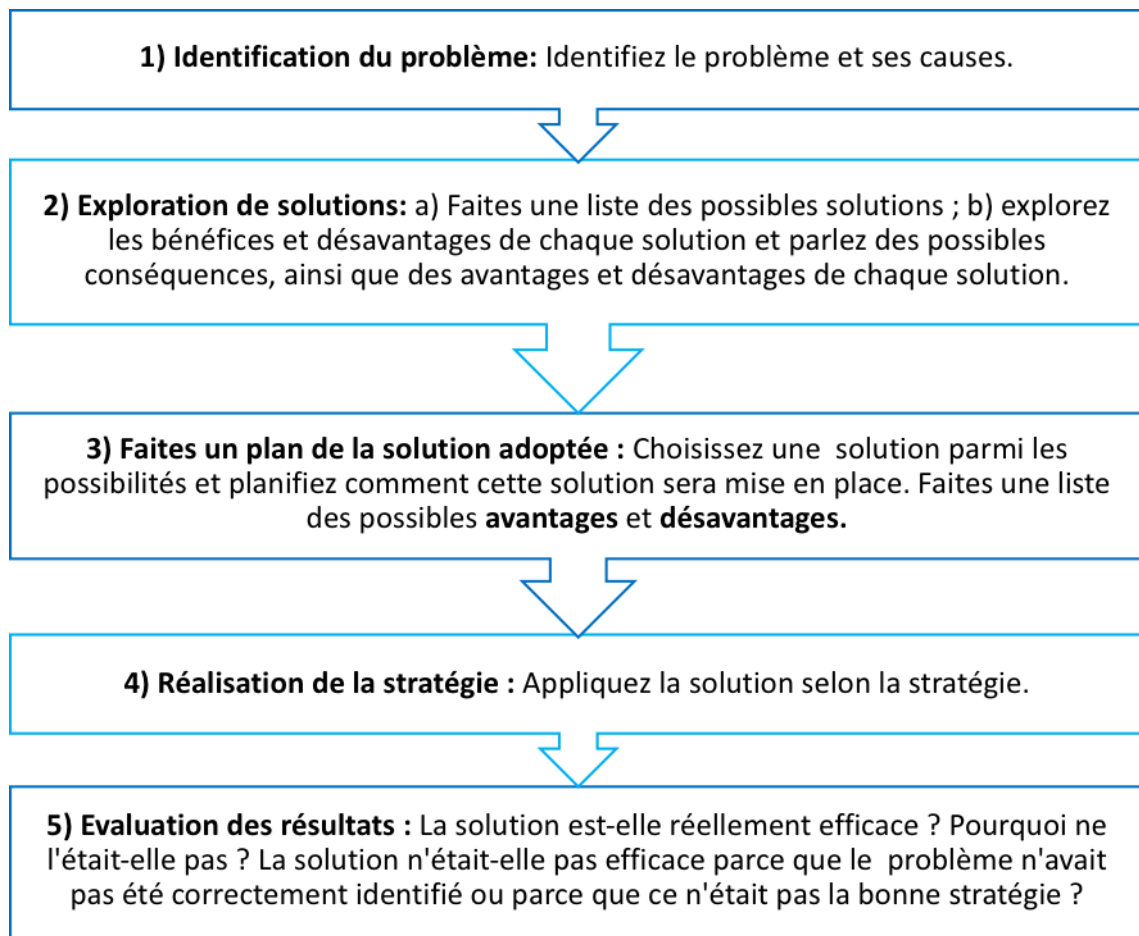 1) Identification du problème: Identifiez le problème et ses causes.
2) Exploration de solutions: a) Faites une liste des possibles solutions ; b) explorez
les bénéfices et désavantages de chaque solution et parlez des possibles
conséquences, ainsi que des avantages et désavantages de chaque solution.
3) Faites un plan de la solution adoptée : Choisissez une  solution parmi les
possibilités et planifiez comment cette solution sera mise en place. Faites une liste
des possibles avantages et désavantages.
4) Réalisation de la stratégie : Appliquez la solution selon la stratégie.
5) Evaluation des résultats : La solution est-elle réellement efficace ? Pourquoi ne
l'était-elle pas ? La solution n'était-elle pas efficace parce que le  problème n'avait
pas été correctement identifié ou parce que ce n'était pas la bonne stratégie ?